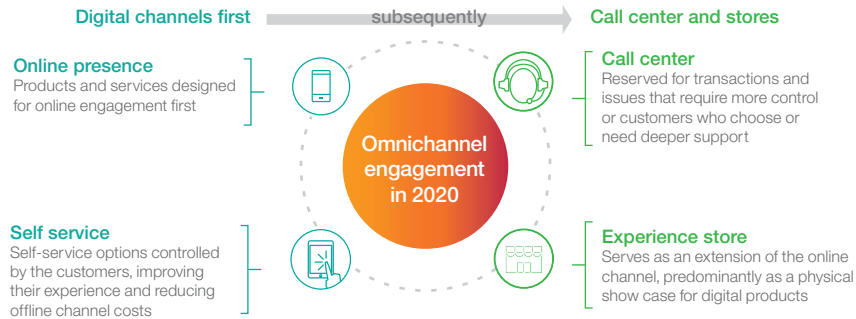 Digital channels first
subsequently
Call center and stores
Online presence
Products and services designed
for online engagement first
Call center
Reserved for transactions and
issues that require more control
or customers who choose or
need deeper support
Omnichannel
engagement
in 2020
Self service
Self-service options controlled
by the customers, improving
their experience and reducing
offline channel costs
Experience store
Serves as an extension of the online
channel, predominantly as a physical
show case for digital products